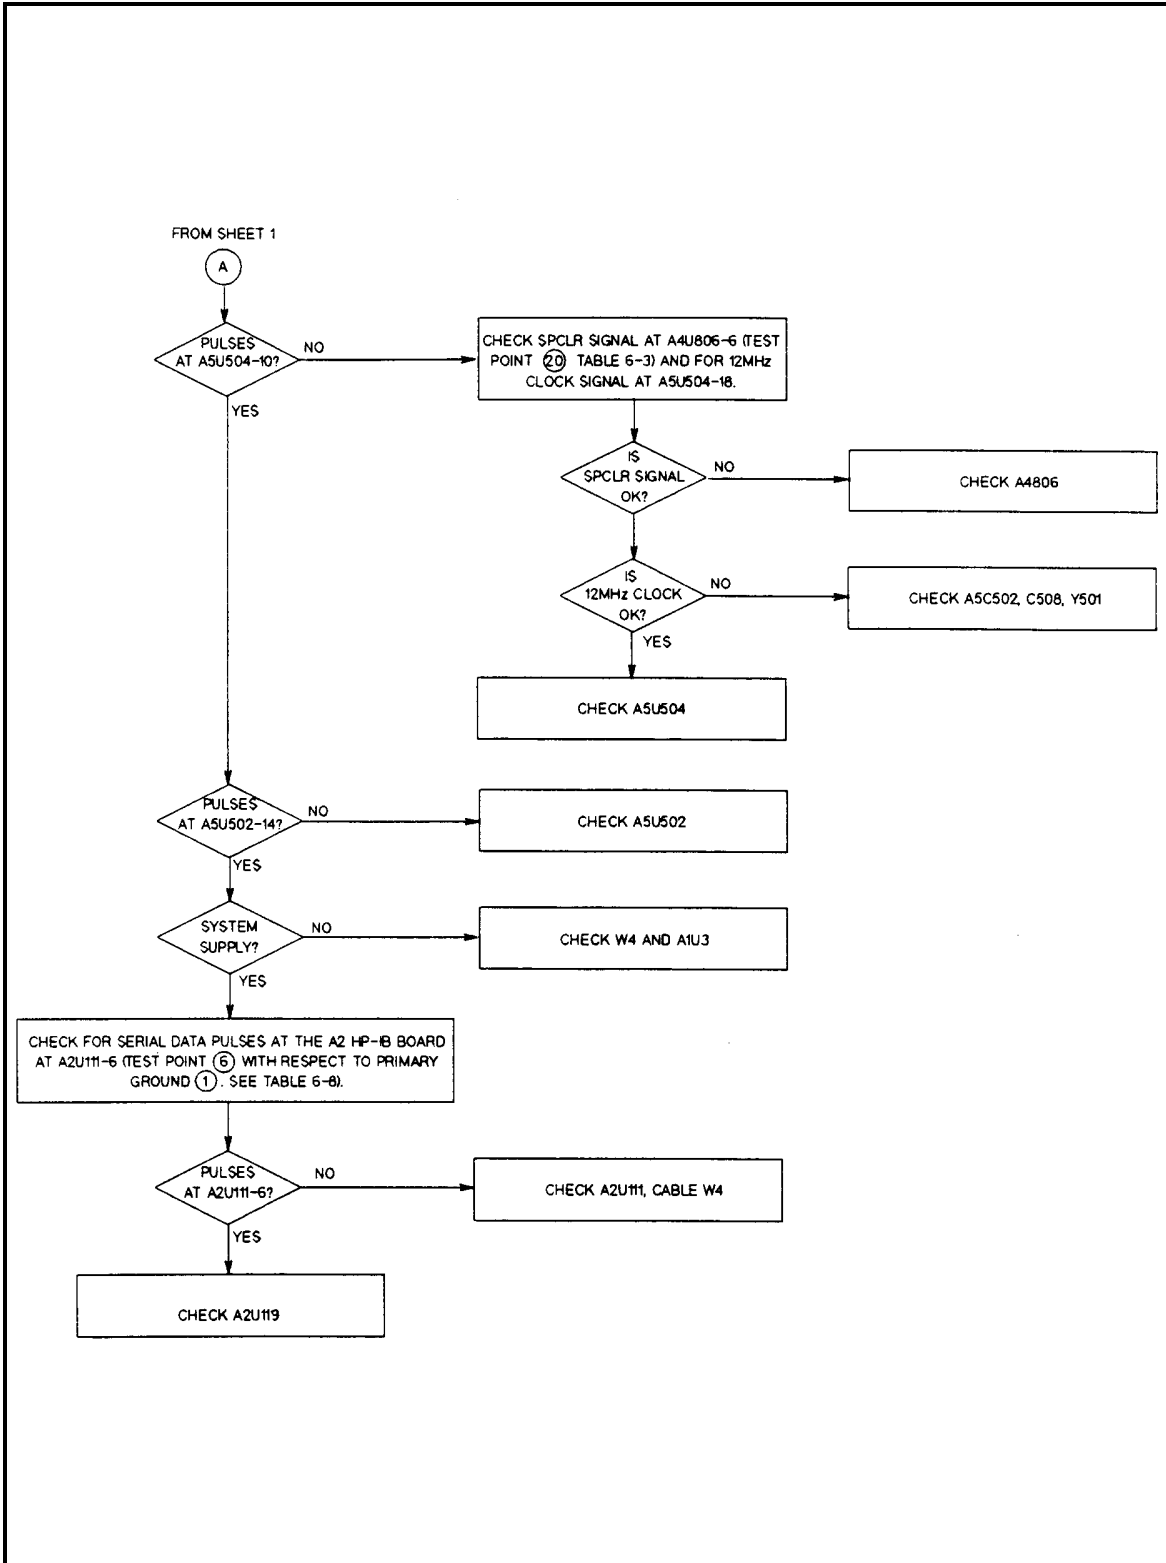 FROM SHEET 1
A
PULSES
AT A5U504-10?
NO
YES
CHECK SPCLR SIGNAL AT A4U806-6 (TEST
POINT 20 TABLE 6-3) AND FOR 12MHz
CLOCK SIGNAL AT A5U504-18.
IS
SPCLR SIGNAL
OK?
NO
CHECK A4806
IS
12MHz CLOCK
OK?
NO
CHECK A5C502, C508, Y501
YES
CHECK A5U504
PULSES
AT A5U502-14?
NO
CHECK A5U502
YES
SYSTEM
SUPPLY?
NO
CHECK W4 AND A1U3
YES
CHECK FOR SERIAL DATA PULSES AT THE A2 HP-IB BOARD
AT A2U111-6 (TEST POINT 6 WITH RESPECT TO PRIMARY
GROUND 1. SEE TABLE 6-8).
PULSES
AT A2U111-6?
NO
CHECK A2U111, CABLE W4
YES
CHECK A2U119